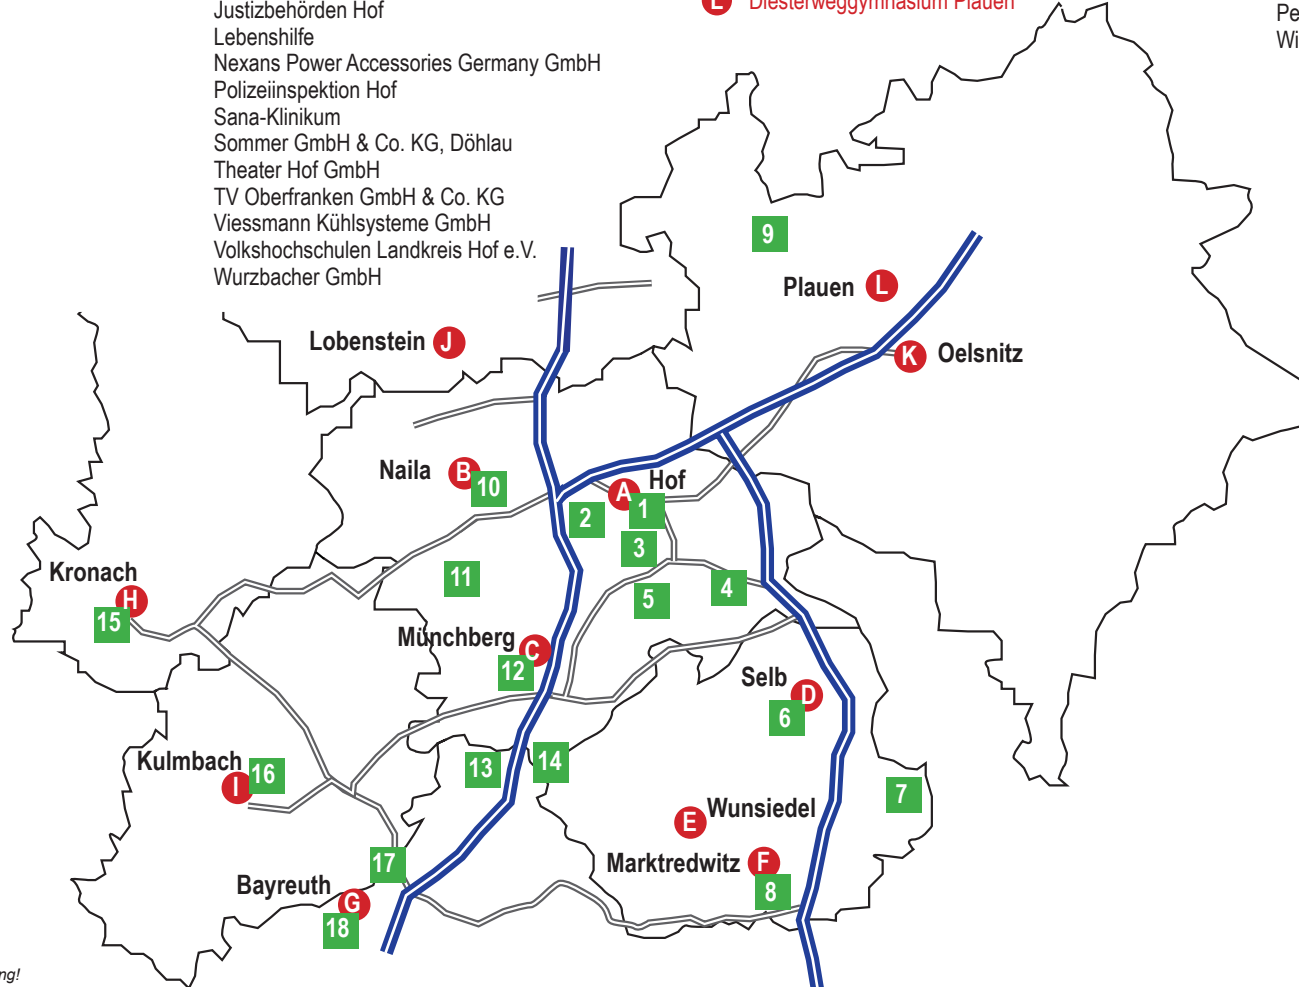 Justizbehörden Hof
Lebenshilfe
Nexans Power Accessories Germany GmbH
Polizeiinspektion Hof
Sana-Klinikum
Sommer GmbH & Co. KG, Döhlau
Theater Hof GmbH
TV Oberfranken GmbH & Co. KG
Viessmann Kühlsysteme GmbH
Volkshochschulen Landkreis Hof e.V.
Wurzbacher GmbH
L Diesterweggymnasium Plauen
Pe
Wi
9
Plauen L
Lobenstein J
K Oelsnitz
Naila B
10
Hof
A
1
2
3
11
4
5
Kronach
H
15
Münchberg
C
12
Selb
D
6
Kulmbach
I
16
13
14
7
Wunsiedel
E
Marktredwitz F
8
17
Bayreuth
G
18
ng!